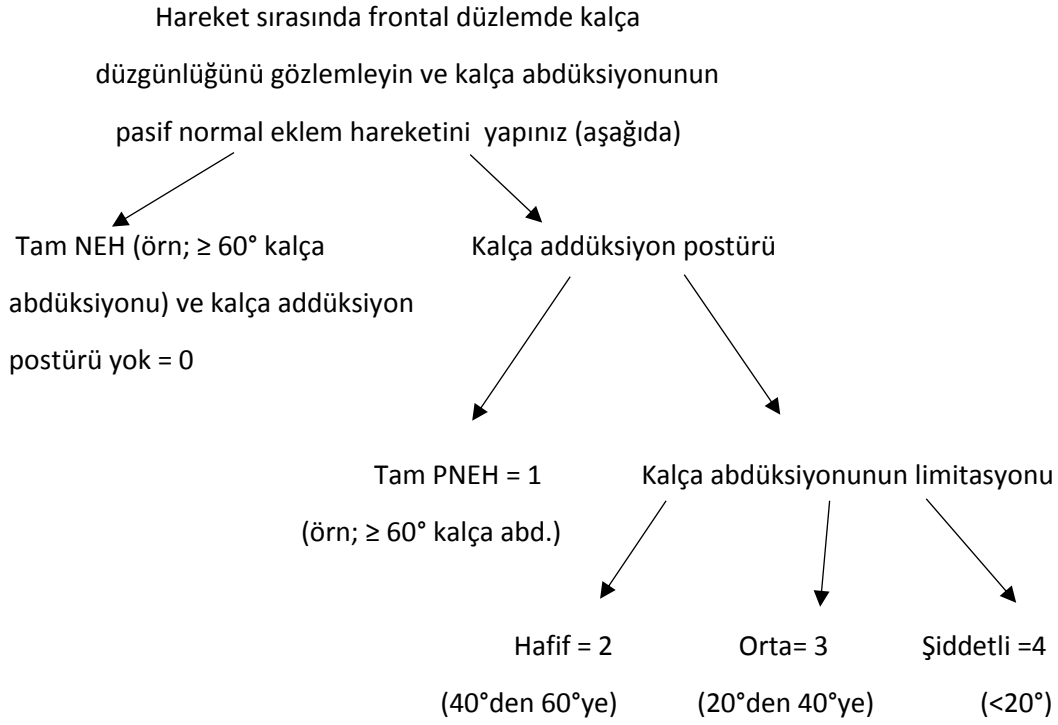 Hareket sırasında frontal düzlemde kalça
düzgünlüğünü gözlemleyin ve kalça abdüksiyonunun
pasif normal eklem hareketini yapınız (aşağıda)
Tam NEH (örn; ≥ 60° kalça
abdüksiyonu) ve kalça addüksiyon
postürü yok = 0
Kalça addüksiyon postürü
Tam PNEH = 1
(örn; ≥ 60° kalça abd.)
Kalça abdüksiyonunun limitasyonu
Hafif = 2
(40°den 60°ye)
Orta= 3
(20°den 40°ye)
Şiddetli =4
(<20°)